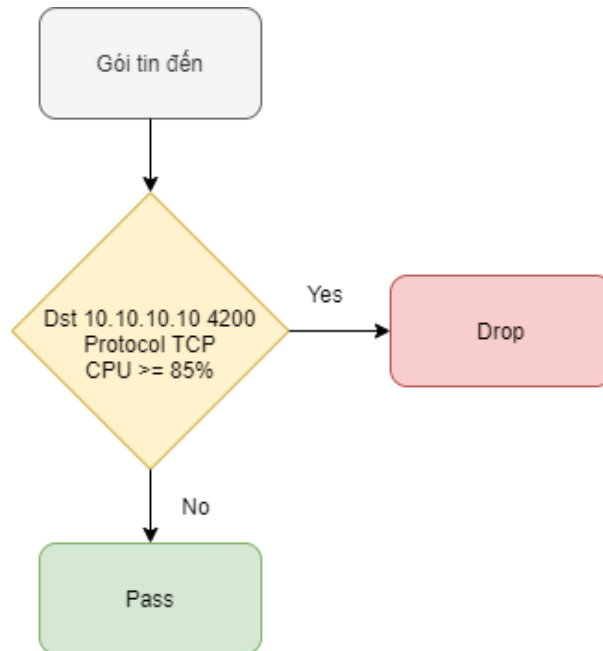 Gói tin đến
Dst 10.10.10.10 4200
Protocol TCP
CPU >= 85%
Yes
Drop
No
Pass